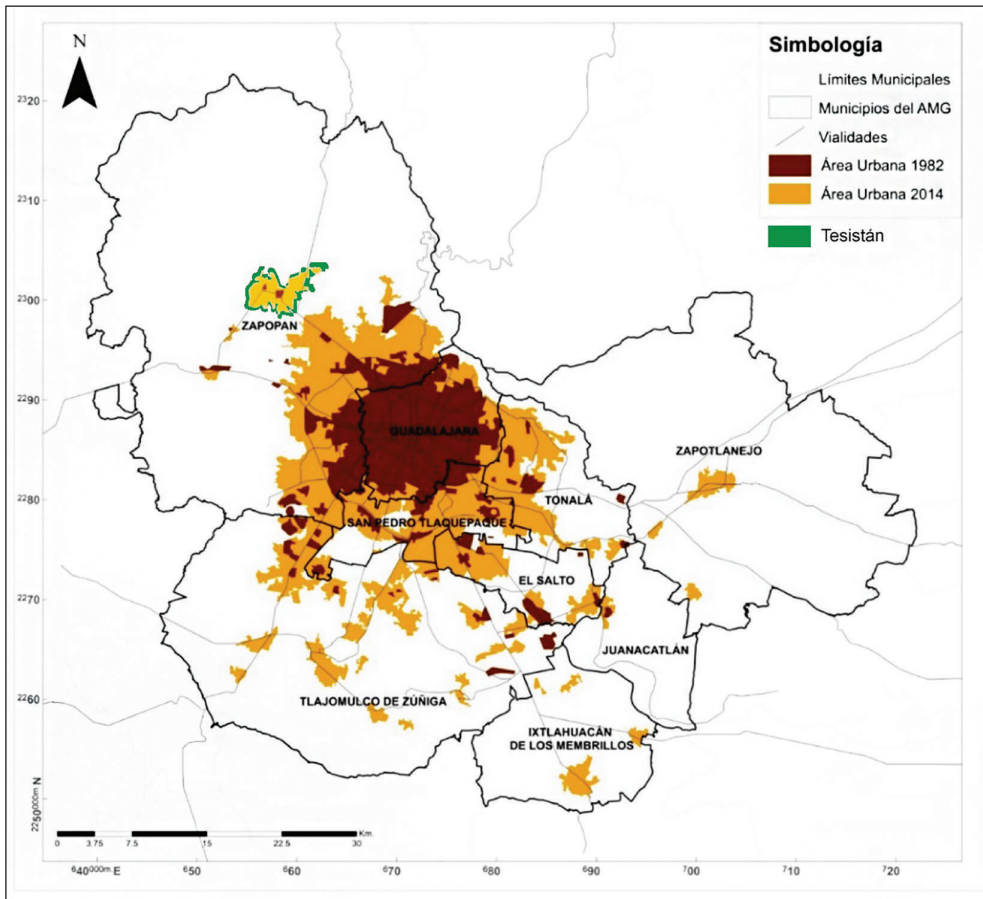 N
Simbología
Límites Municipales
Municipios del AMG
Vialidades
Área Urbana 1982
Área Urbana 2014
Tesistán
2320
2310
2300
2290
2280
2270
2260
2250000m N
ZAPOPAN
GUADALAJARA
ZAPOTLANEJO
TONALÁ
SAN PEDRO TLAQUEPAQUE
EL SALTO
JUANACATLÁN
TLAJOMULCO DE ZÚÑIGA
IXTLAHUACÁN
DE LOS MEMBRILLOS
0 3.75 7.5 15 22.5 30 Km.
640000m. E 650 660 670 680 690 700 710 720